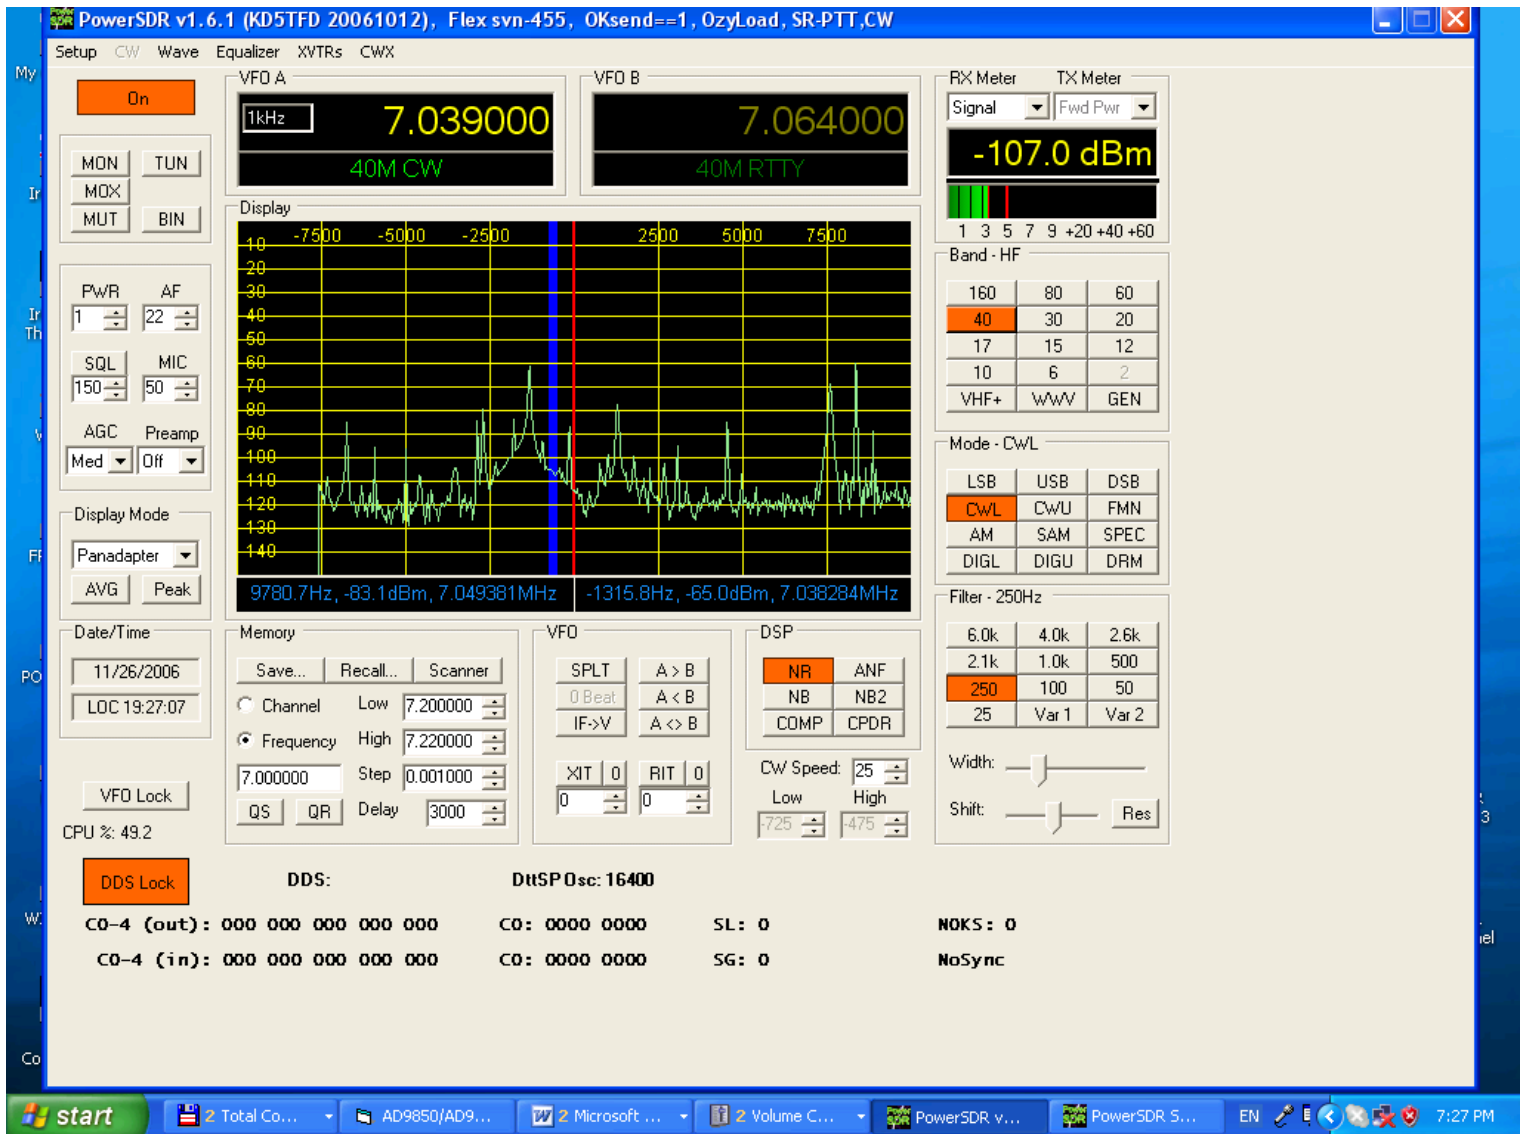 PowerSDR v1.6.1 (KD5TFD 20061012), Flex syn-455, OKsend==1, OzyLoad, SR-PTT,CW
Setup CW Wave Equalizer XVTRs CWX
My
On
VFO A
1kHz 7.039000
40M CW
VFO B
7.064000
40M RTTY
RX Meter TX Meter
Signal Fwd Pwr
-107.0 dBm
1 3 5 7 9 +20 +40 +60
MON TUN
MOX
MUT BIN
Display
-7500 -5000 -2500 2500 5000 7500
10
20
30
40
50
60
70
80
90
100
110
120
130
140
9780.7Hz, -83.1dBm, 7.049381MHz -1315.8Hz, -65.0dBm, 7.038284MHz
PWR AF
1 22
SQL MIC
150 50
AGC Preamp
Med Off
Display Mode
Panadapter
AVG Peak
Band - HF
160 80 60
40 30 20
17 15 12
10 6 2
VHF+ WWV GEN
Mode - CWL
LSB USB DSB
CWL CWU FMN
AM SAM SPEC
DIGL DIGU DRM
Filter - 250Hz
6.0k 4.0k 2.6k
2.1k 1.0k 500
250 100 50
25 Var 1 Var 2
Width:
Shift: Res
Date/Time
11/26/2006
LOC 19:27:07
VFO Lock
CPU %: 49.2
Memory
Save... Recall... Scanner
Channel Low 7.200000
Frequency High 7.220000
7.000000 Step 0.001000
QS QR Delay 3000
VFO
SPLT A > B
0 Beat A < B
IF->V A <> B
XIT 0 RIT 0
0 0
DSP
NR ANF
NB NB2
COMP CPDR
CW Speed: 25
Low High
-725 -475
DDS Lock DDS: DttSP Osc: 16400
C0-4 (out): 000 000 000 000 000 C0: 0000 0000 SL: 0 NOKS: 0
C0-4 (in): 000 000 000 000 000 C0: 0000 0000 SG: 0 NoSync
start 2 Total Co... AD9850/AD9... 2 Microsoft ... 2 Volume C... PowerSDR v... PowerSDR S... EN 7:27 PM